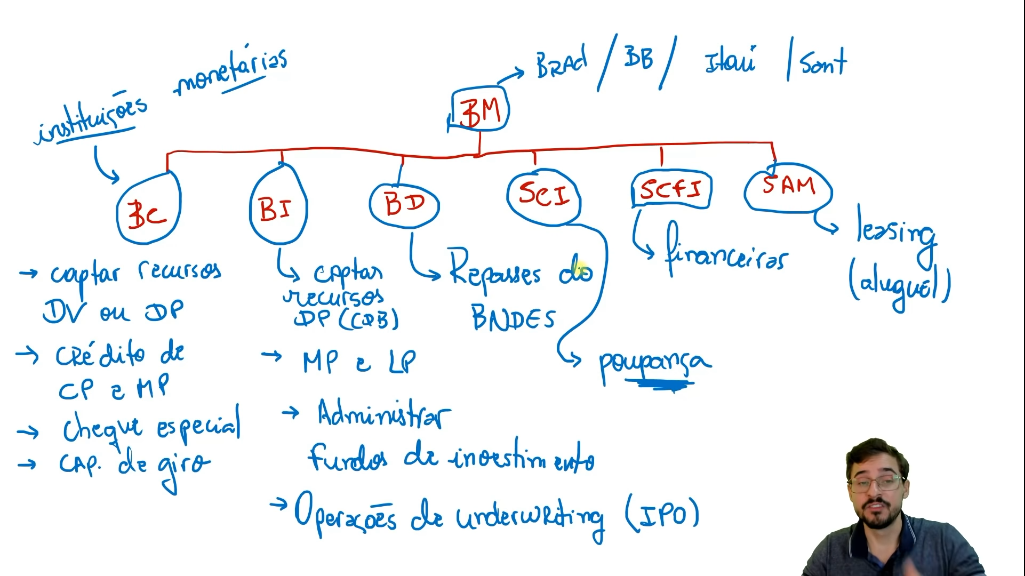 instituições monetárias
BM
BRAd / BB / Itaú / Sant
BC
BI
BD
SCI
SCFI
SAM
→ captar recursos
DV ou DP
→ Crédito de
CP e MP
→ Cheque especial
→ CAP. de giro
captar
recursos
DP (CDB)
→ MP e LP
→ Administrar
fundos de investimento
→ Operações de underwriting (IPO)
Repasses do
BNDES
poupança
financeiras
leasing
(aluguel)